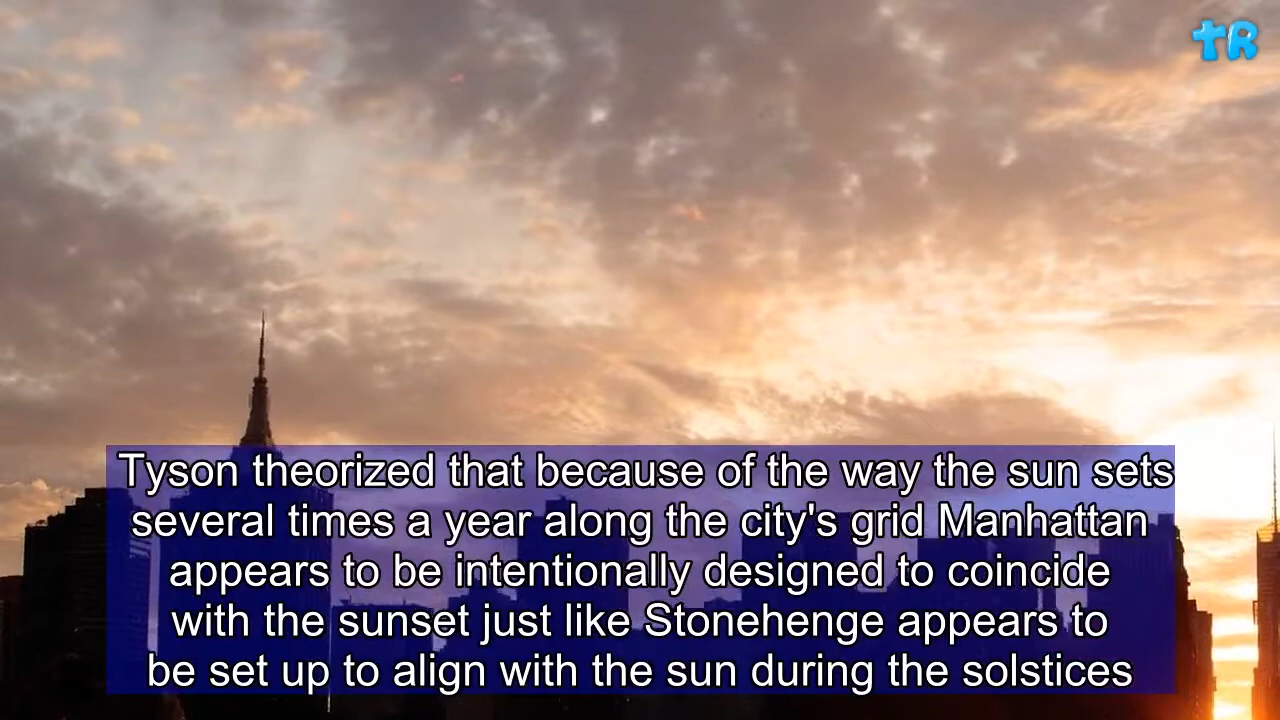 tR
Tyson theorized that because of the way the sun sets
several times a year along the city's grid Manhattan
appears to be intentionally designed to coincide
with the sunset just like Stonehenge appears to
be set up to align with the sun during the solstices